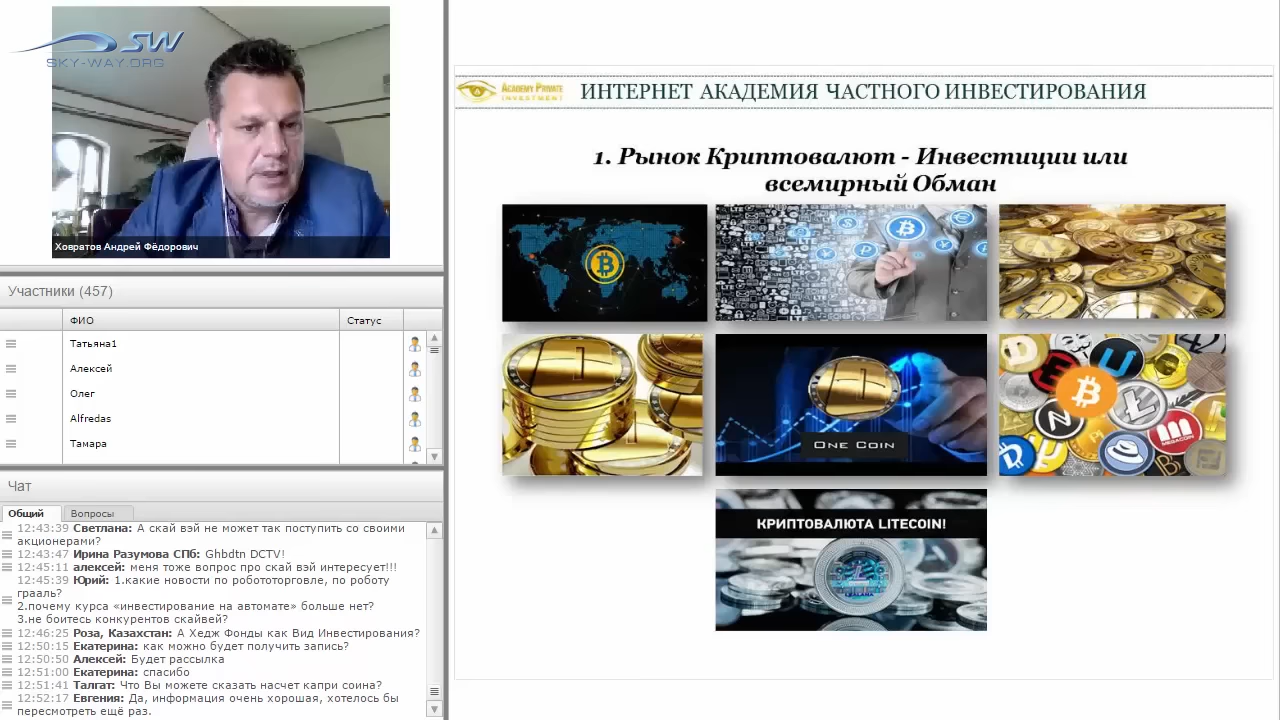 SW
SKY-WAY.ORG
Ховратов Андрей Фёдорович
Участники (457)
ФИО
Статус
Татьяна1
Алексей
Олег
Alfredas
Тамара
Чат
Общий
Вопросы
12:43:39 Светлана: А скай вэй не может так поступить со своими
акционерами?
12:43:47 Ирина Разумова СПб: Ghbdtn DCTV!
12:45:11 алексей: меня тоже вопрос про скай вэй интересует!!!
12:45:39 Юрий: 1.какие новости по робототорговле, по роботу
грааль?
2.почему курса «инвестирование на автомате» больше нет?
3.не боитесь конкурентов скайвей?
12:46:25 Роза, Казахстан: А Хедж Фонды как Вид Инвестирования?
12:50:15 Екатерина: как можно будет получить запись?
12:50:50 Алексей: Будет рассылка
12:51:00 Екатерина: спасибо
12:51:41 Талгат: Что Вы можете сказать насчет капри соина?
12:52:17 Евгения: Да, информация очень хорошая, хотелось бы
пересмотреть ещё раз.
ACADEMY PRIVATE
INVESTMENT
ИНТЕРНЕТ АКАДЕМИЯ ЧАСТНОГО ИНВЕСТИРОВАНИЯ
1. Рынок Криптовалют - Инвестиции или
всемирный Обман
ONE COIN
MEGACOIN
КРИПТОВАЛЮТА LITECOIN!